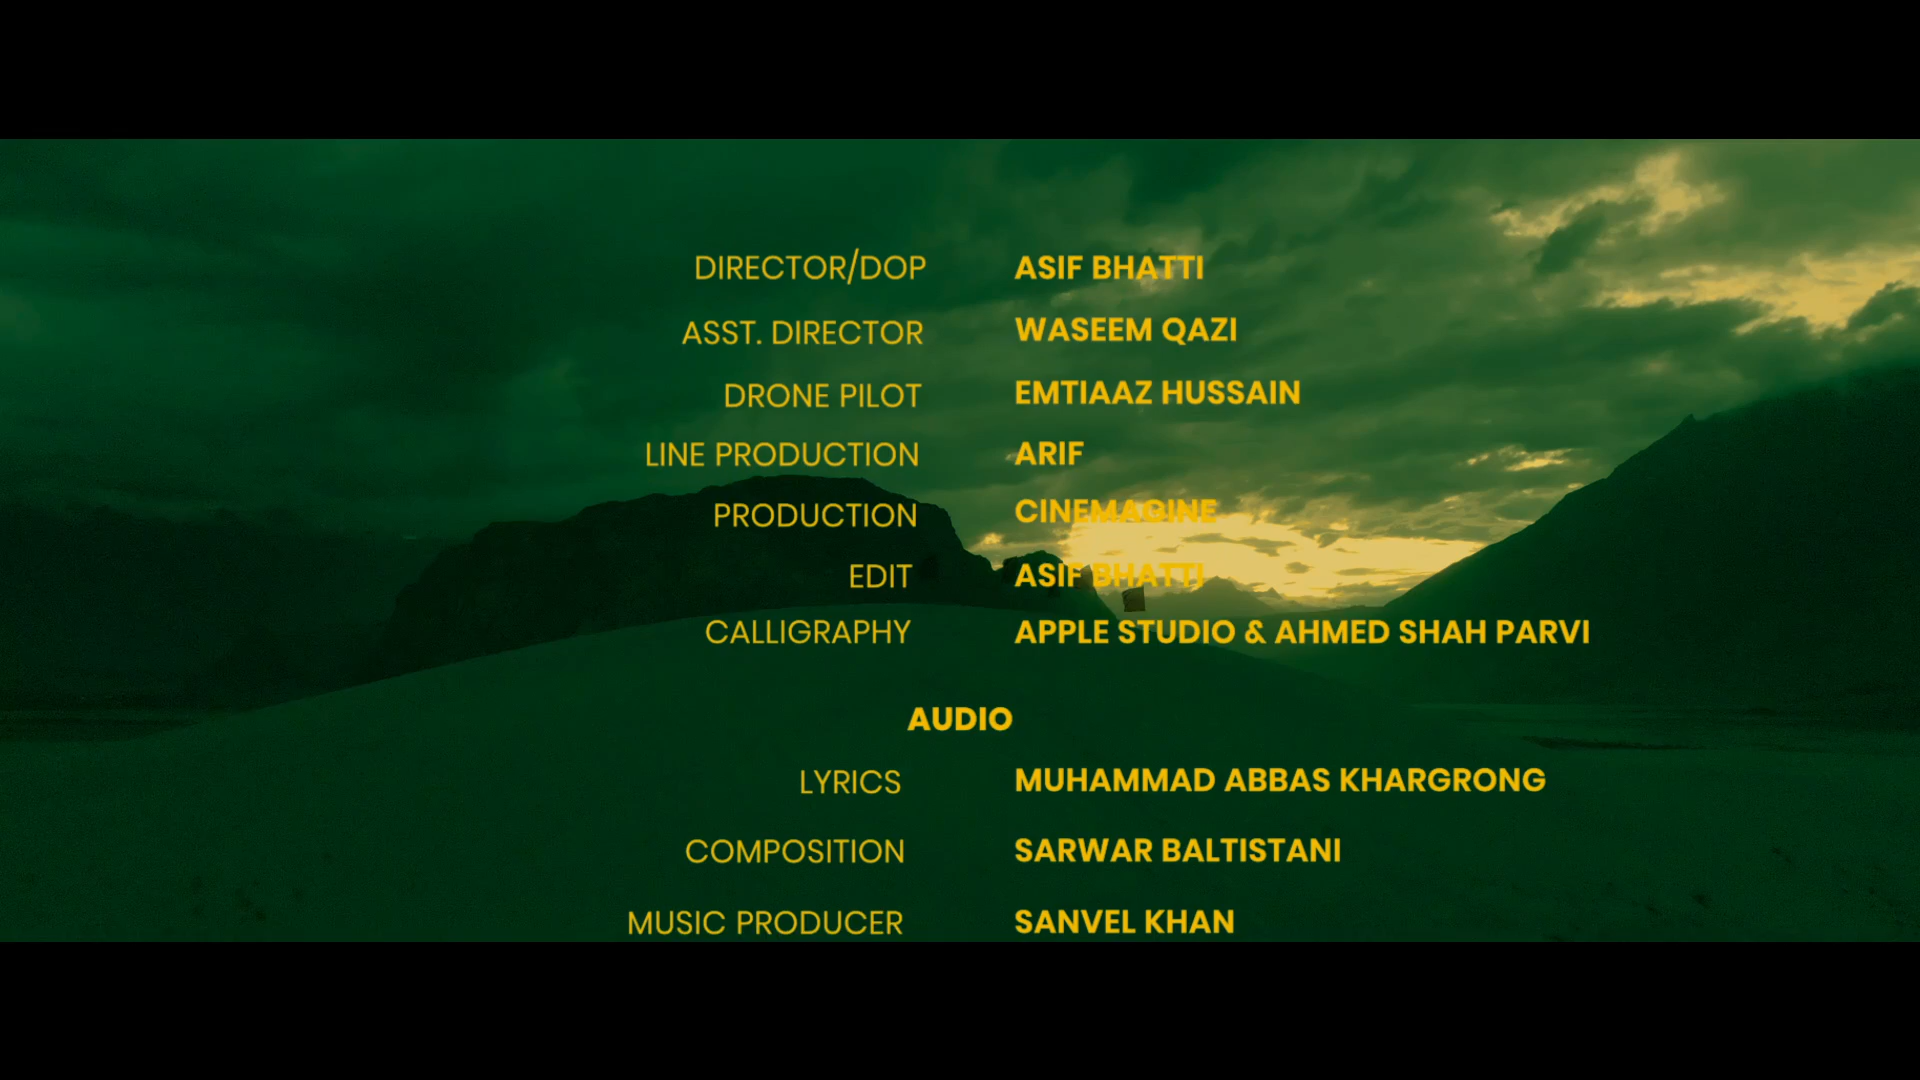 DIRECTOR/DOP ASIF BHATTI
ASST. DIRECTOR WASEEM QAZI
DRONE PILOT EMTIAAZ HUSSAIN
LINE PRODUCTION ARIF
PRODUCTION CINEMAGINE
EDIT ASIF BHATTI
CALLIGRAPHY APPLE STUDIO & AHMED SHAH PARVI
AUDIO
LYRICS MUHAMMAD ABBAS KHARGRONG
COMPOSITION SARWAR BALTISTANI
MUSIC PRODUCER SANVEL KHAN